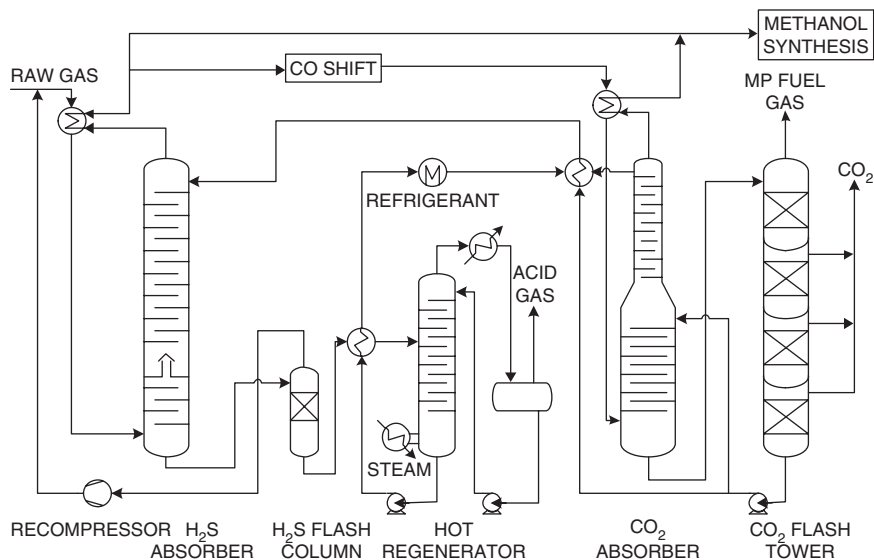 METHANOL
SYNTHESIS
RAW GAS
CO SHIFT
MP FUEL
GAS
CO₂
REFRIGERANT
M
ACID
GAS
STEAM
RECOMPRESSOR
H₂S
ABSORBER
H₂S FLASH
COLUMN
HOT
REGENERATOR
CO₂
ABSORBER
CO₂ FLASH
TOWER